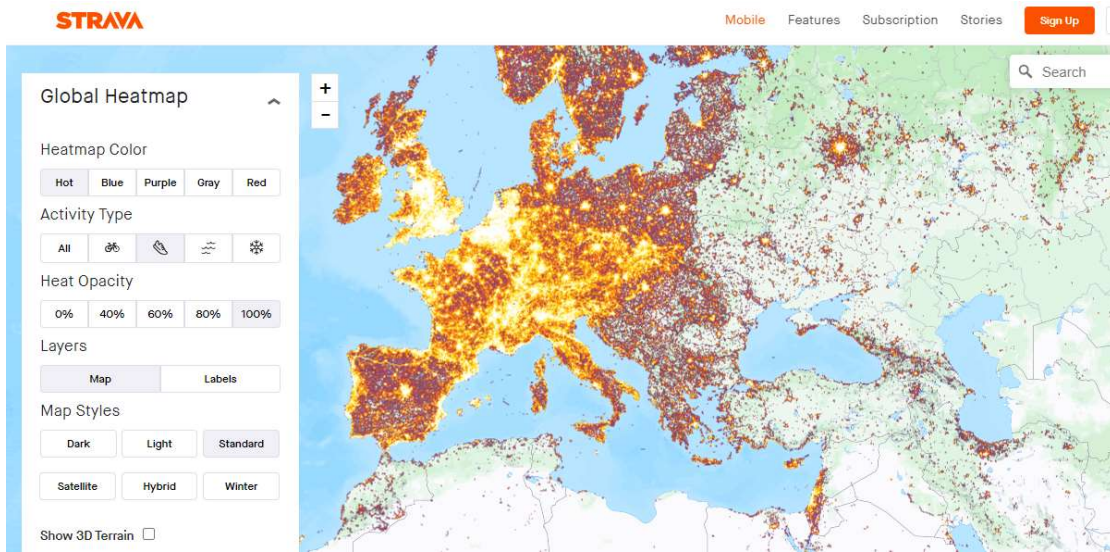 STRAVA
Mobile Features Subscription Stories Sign Up
Search
Global Heatmap
+
-
Heatmap Color
Hot Blue Purple Gray Red
Activity Type
All
Heat Opacity
0% 40% 60% 80% 100%
Layers
Map Labels
Map Styles
Dark Light Standard
Satellite Hybrid Winter
Show 3D Terrain